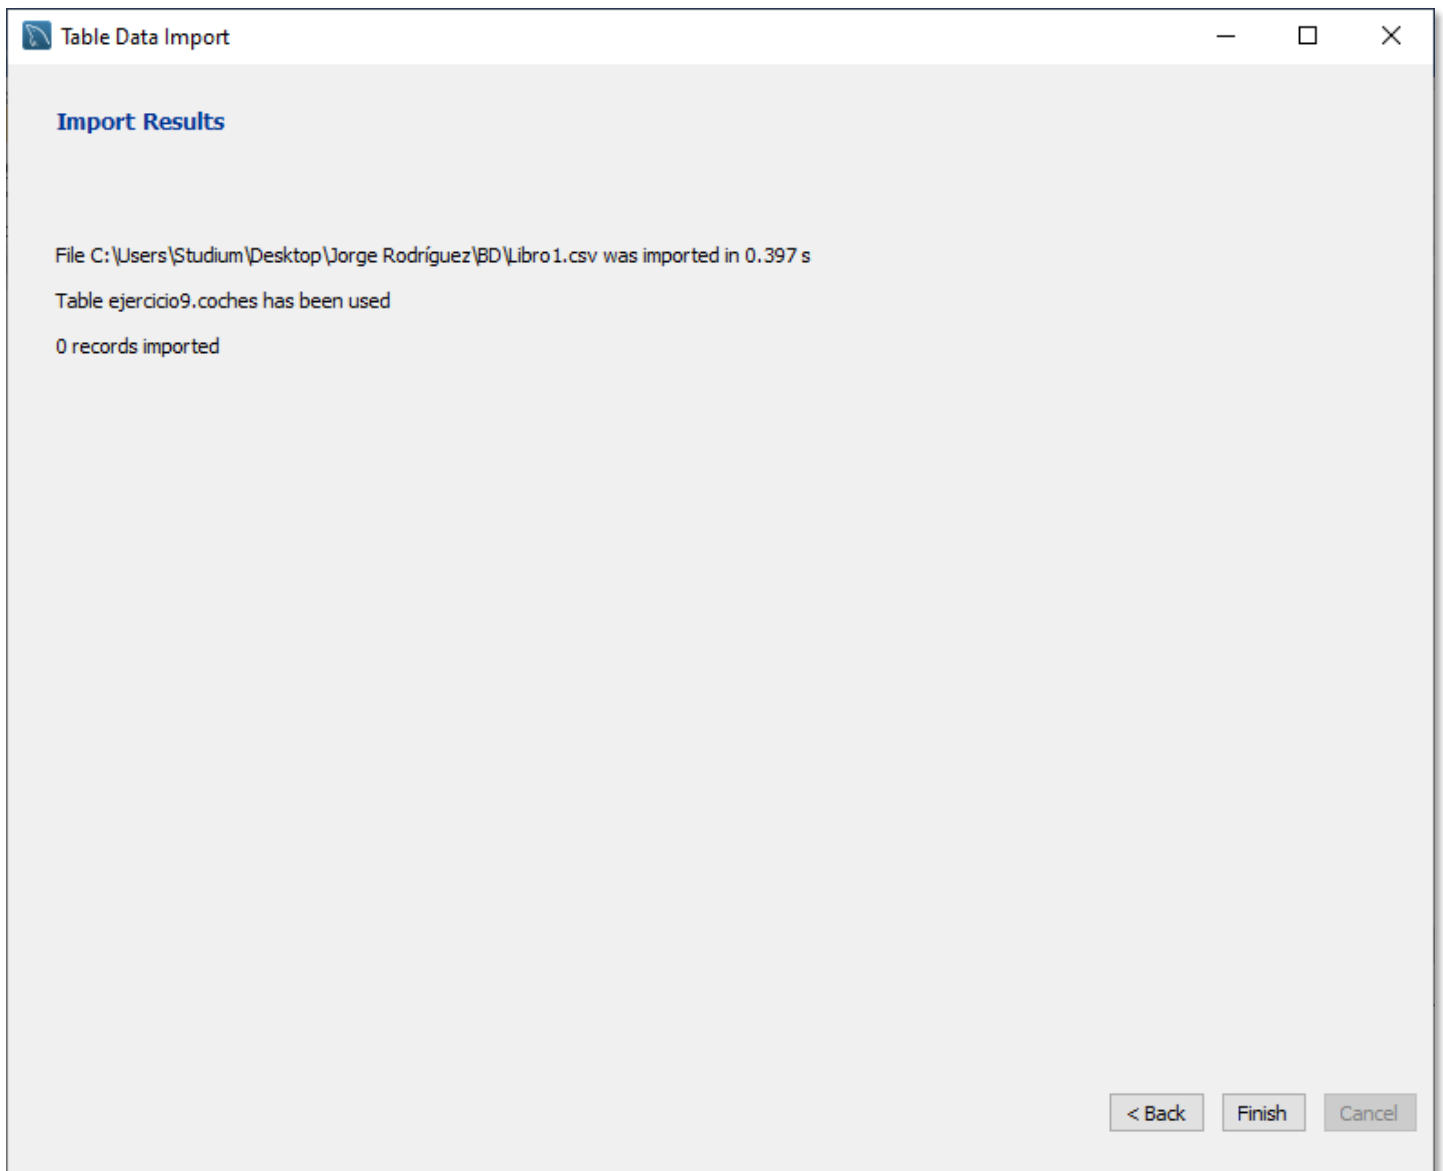 Table Data Import
Import Results
File C:\Users\Studium\Desktop\Jorge Rodríguez\BD\Libro1.csv was imported in 0.397 s
Table ejercicio9.coches has been used
0 records imported
< Back Finish Cancel